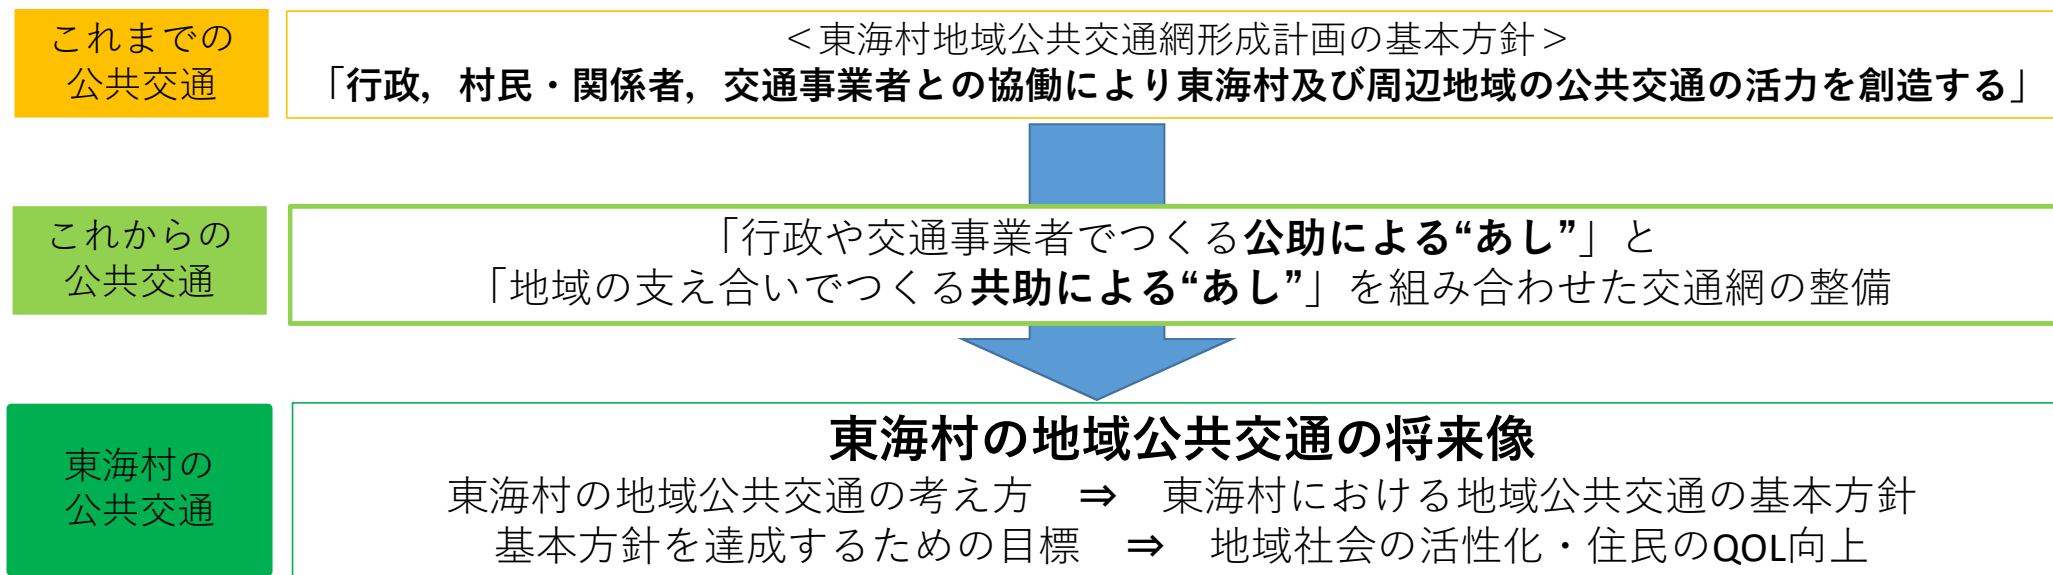 これまでの
公共交通
＜東海村地域公共交通網形成計画の基本方針＞
「行政，村民・関係者，交通事業者との協働により東海村及び周辺地域の公共交通の活力を創造する」
これからの
公共交通
「行政や交通事業者でつくる公助による“あし”」と
「地域の支え合いでつくる共助による“あし”」を組み合わせた交通網の整備
東海村の
公共交通
東海村の地域公共交通の将来像
東海村の地域公共交通の考え方　⇒　東海村における地域公共交通の基本方針
基本方針を達成するための目標　⇒　地域社会の活性化・住民のQOL向上